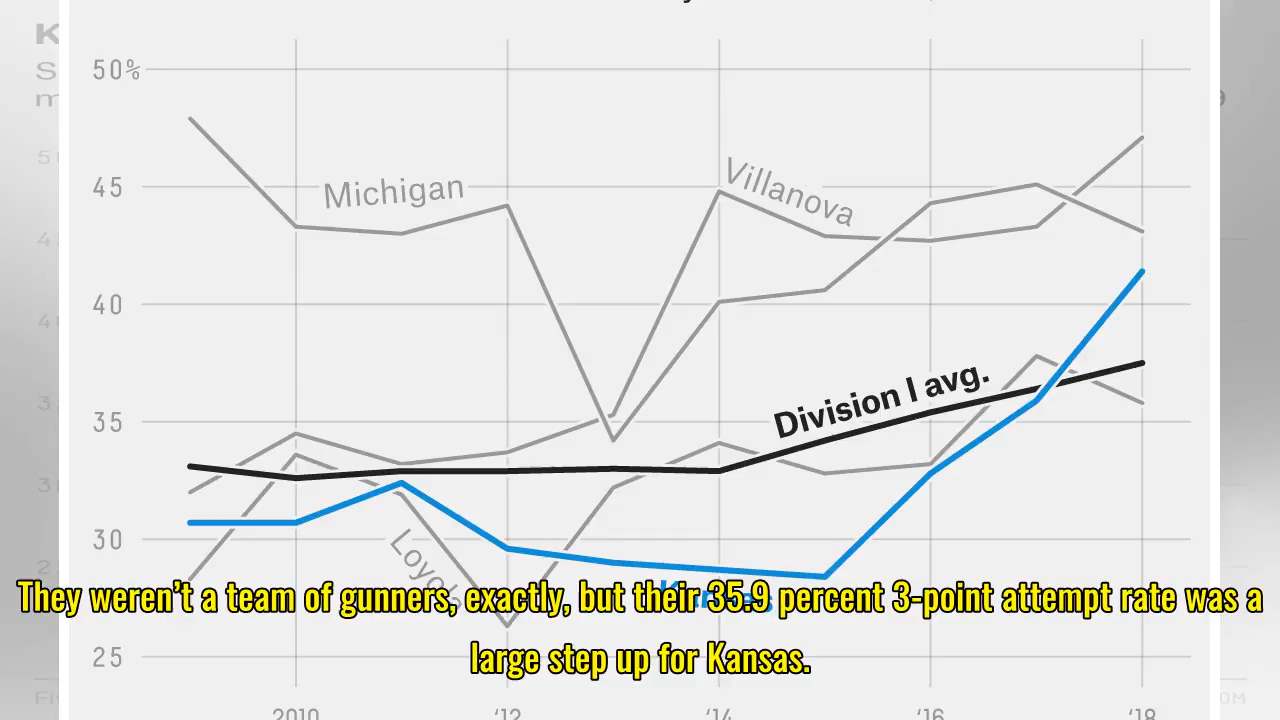 50%
Michigan
Villanova
45
40
Division I avg.
35
30
They weren’t a team of gunners, exactly, but their 35.9 percent 3-point attempt rate was a
large step up for Kansas.
25
2010 ‘12 ‘14 ‘16 ‘18